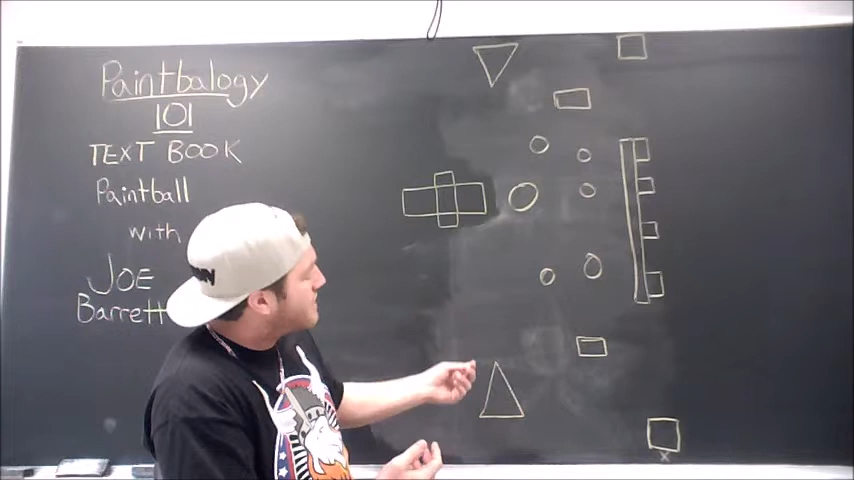 Paintbalogy
101
TEXT BOOK
Paintball
with
JOE
Barrett
x